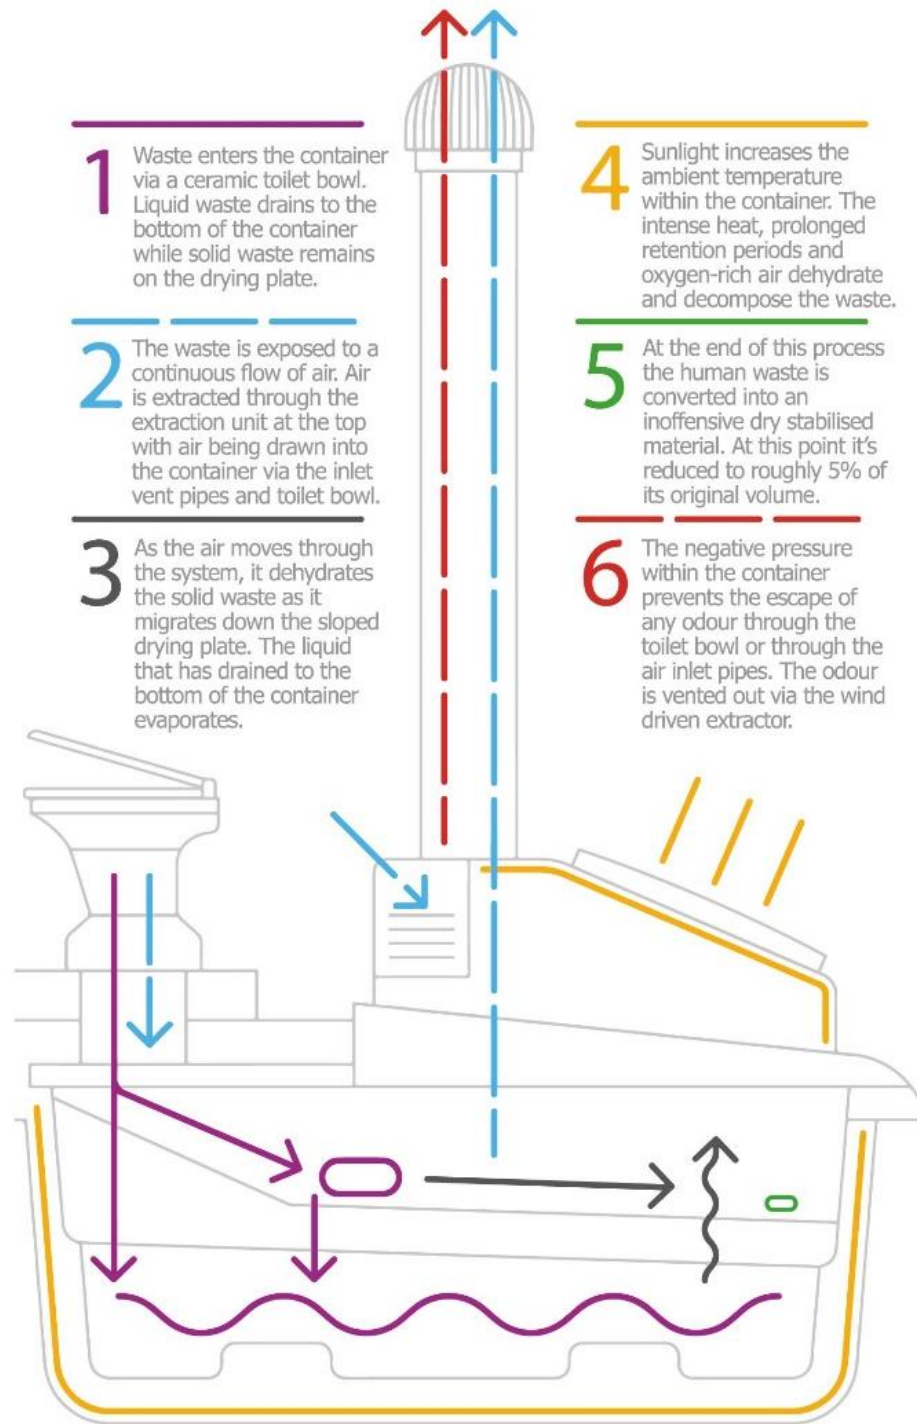 1
Waste enters the container
via a ceramic toilet bowl.
Liquid waste drains to the
bottom of the container
while solid waste remains
on the drying plate.
2
The waste is exposed to a
continuous flow of air. Air
is extracted through the
extraction unit at the top
with air being drawn into
the container via the inlet
vent pipes and toilet bowl.
3
As the air moves through
the system, it dehydrates
the solid waste as it
migrates down the sloped
drying plate. The liquid
that has drained to the
bottom of the container
evaporates.
4
Sunlight increases the
ambient temperature
within the container. The
intense heat, prolonged
retention periods and
oxygen-rich air dehydrate
and decompose the waste.
5
At the end of this process
the human waste is
converted into an
inoffensive dry stabilised
material. At this point it's
reduced to roughly 5% of
its original volume.
6
The negative pressure
within the container
prevents the escape of
any odour through the
toilet bowl or through the
air inlet pipes. The odour
is vented out via the wind
driven extractor.